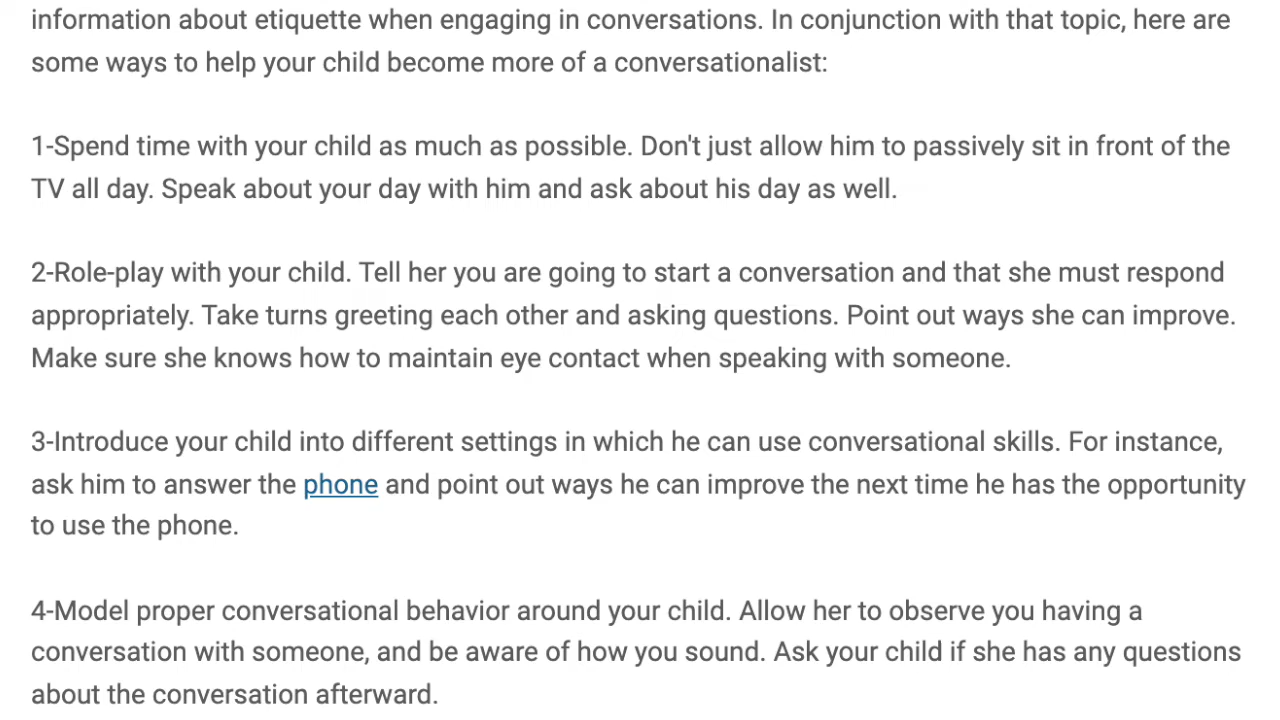 information about etiquette when engaging in conversations. In conjunction with that topic, here are
some ways to help your child become more of a conversationalist:
1-Spend time with your child as much as possible. Don't just allow him to passively sit in front of the
TV all day. Speak about your day with him and ask about his day as well.
2-Role-play with your child. Tell her you are going to start a conversation and that she must respond
appropriately. Take turns greeting each other and asking questions. Point out ways she can improve.
Make sure she knows how to maintain eye contact when speaking with someone.
3-Introduce your child into different settings in which he can use conversational skills. For instance,
ask him to answer the phone and point out ways he can improve the next time he has the opportunity
to use the phone.
4-Model proper conversational behavior around your child. Allow her to observe you having a
conversation with someone, and be aware of how you sound. Ask your child if she has any questions
about the conversation afterward.